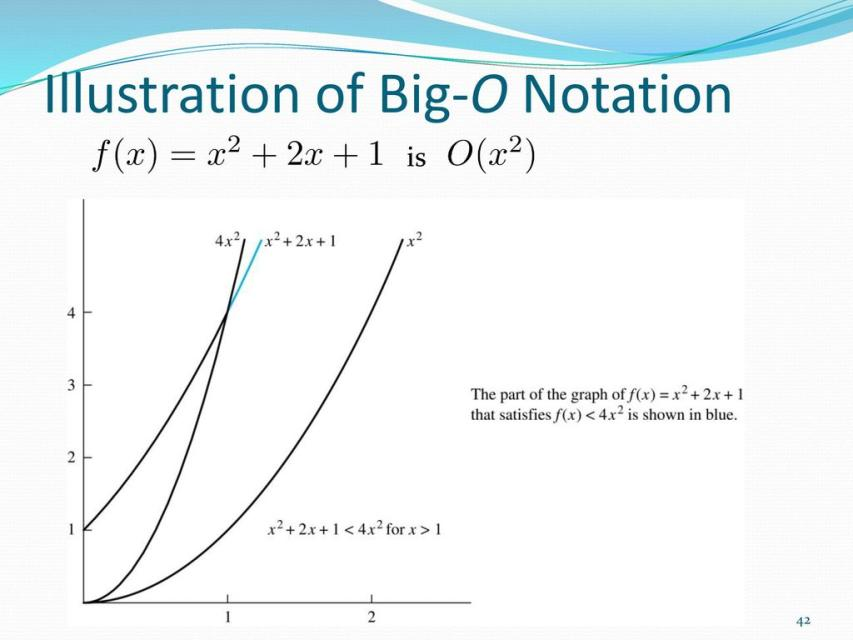 Illustration of Big-O Notation
f(x) = x² + 2x + 1 is O(x²)
4x² x² + 2x + 1 x²
4
3
The part of the graph of f(x) = x² + 2x + 1
that satisfies f(x) < 4x² is shown in blue.
2
1
x² + 2x + 1 < 4x² for x > 1
1 2
42